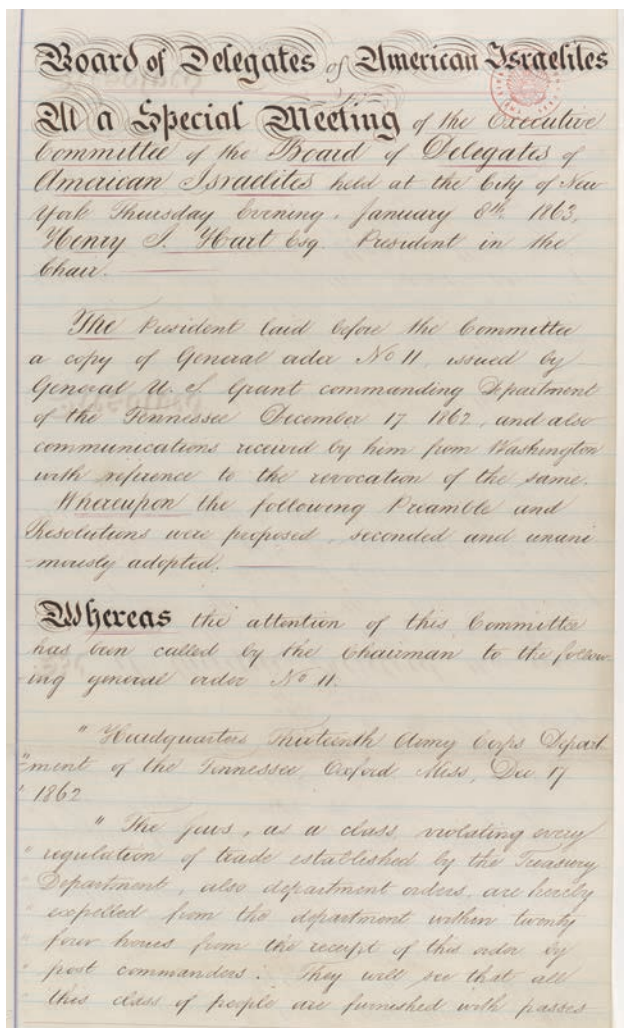 Board of Delegates of American Israelites
At a Special Meeting of the Executive
Committee of the Board of Delegates of
American Israelites held at the City of New
York Thursday Evening, January 8th 1863,
Henry I. Hart Esq. President in the
Chair.
The President laid before the Committee
a copy of General order No 11, issued by
General U. S. Grant commanding Department
of the Tennessee December 17 1862, and also
communications received by him from Washington
with reference to the revocation of the same.
Whereupon the following Preamble and
Resolutions were proposed, seconded and unani
-mously adopted.
Whereas the attention of this Committee
has been called by the Chairman to the follow-
ing general order No 11.
" Headquarters Thirteenth Army Corps Depart-
"ment of the Tennessee Oxford Miss, Dec 17
" 1862
" The Jews, as a class, violating every
" regulation of trade established by the Treasury
" Department, also department orders, are hereby
" expelled from the department within twenty
" four hours from the receipt of this order by
" post commanders. They will see that all
" this class of people are furnished with passes